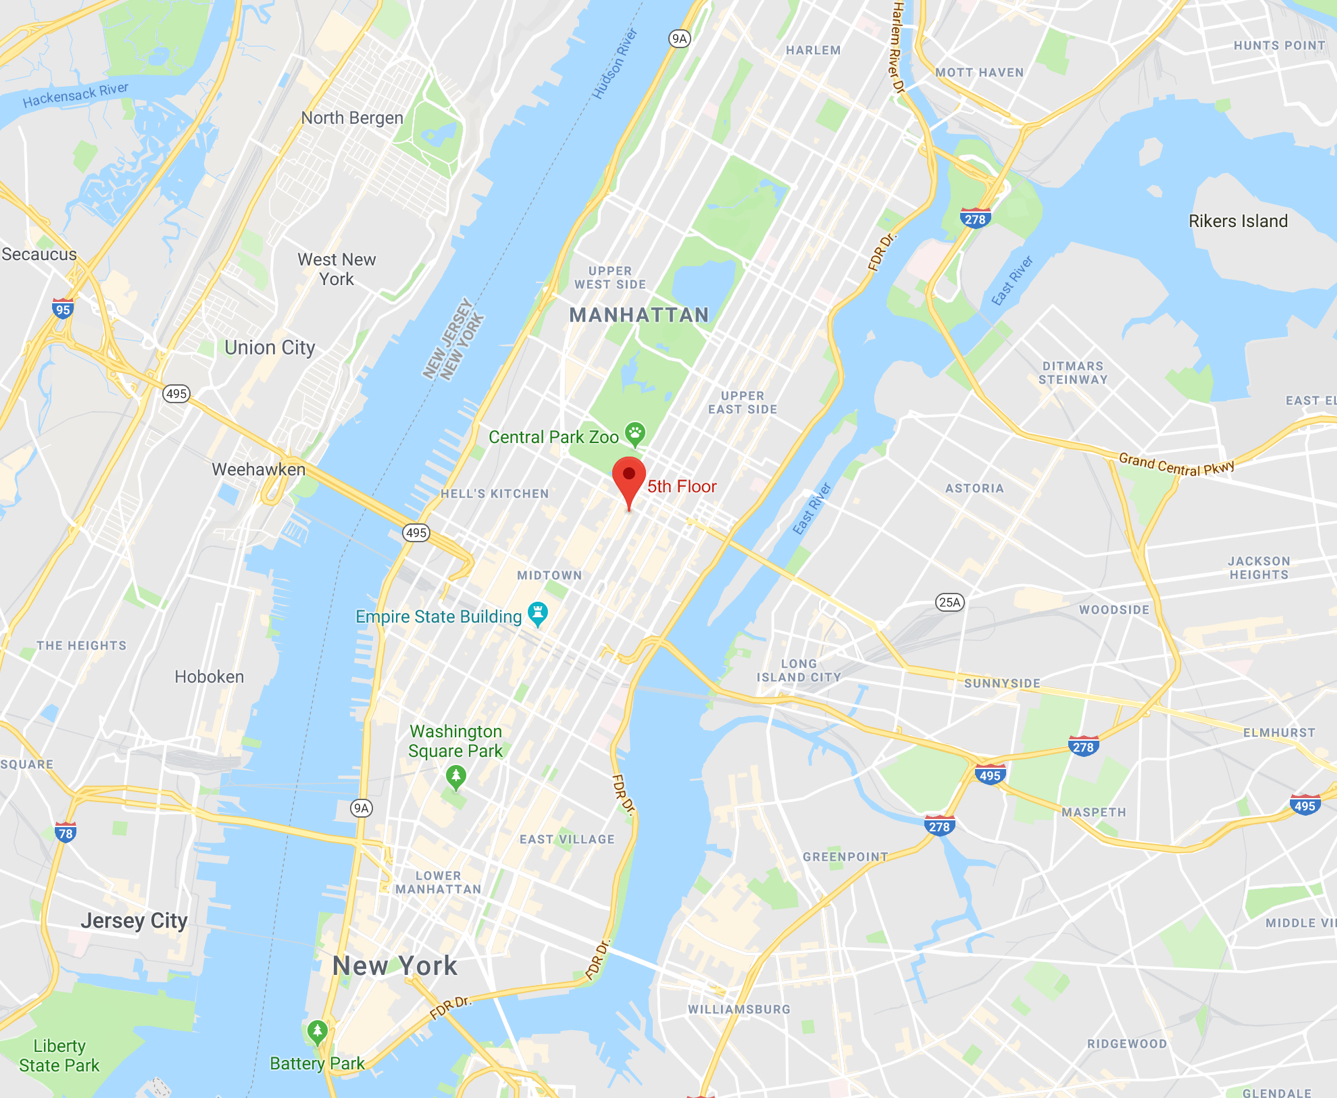 9A
HARLEM
Harlem River Dr
HUNTS POINT
MOTT HAVEN
Hudson River
Hackensack River
North Bergen
278
Rikers Island
Secaucus
West New
York
FDR Dr.
East River
UPPER
WEST SIDE
95
MANHATTAN
NEW JERSEY
NEW YORK
Union City
DITMARS
STEINWAY
495
UPPER
EAST SIDE
EAST EL
Central Park Zoo
Grand Central Pkwy
Weehawken
5th Floor
HELL'S KITCHEN
ASTORIA
East River
495
JACKSON
HEIGHTS
MIDTOWN
25A
WOODSIDE
Empire State Building
THE HEIGHTS
LONG
ISLAND CITY
Hoboken
SUNNYSIDE
Washington
Square Park
ELMHURST
278
SQUARE
495
FDR Dr.
495
9A
MASPETH
78
278
EAST VILLAGE
GREENPOINT
LOWER
MANHATTAN
Jersey City
MIDDLE VI
New York
FDR Dr.
FDR Dr.
WILLIAMSBURG
Liberty
State Park
Battery Park
RIDGEWOOD
GLENDALE